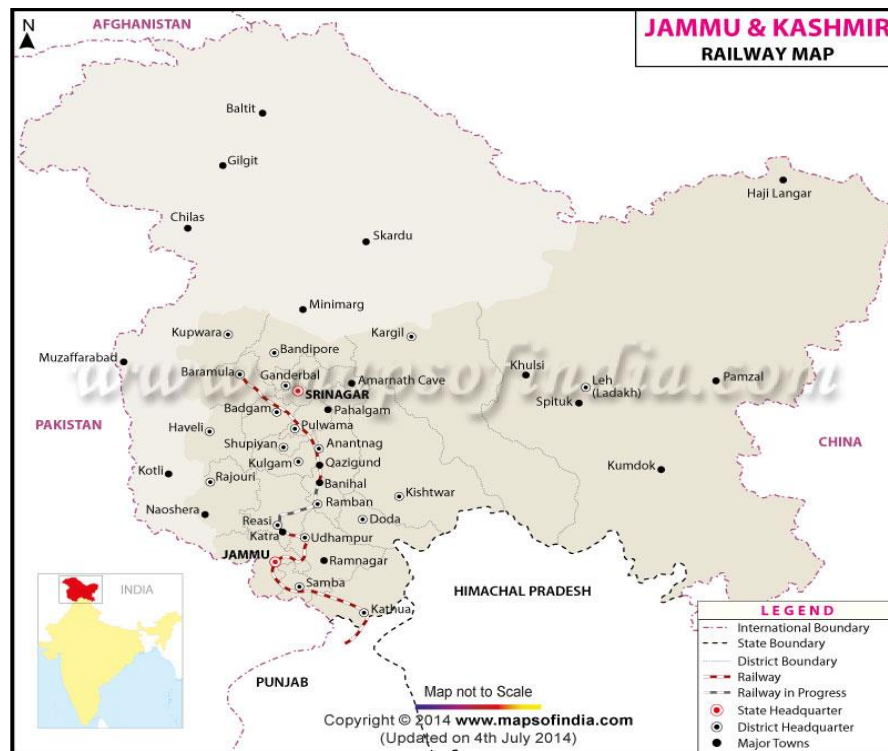 AFGHANISTAN
N
JAMMU & KASHMIR
RAILWAY MAP
Baltit
Gilgit
Haji Langar
Chilas
Skardu
Minimarg
Kupwara
Kargil
Bandipore
Muzaffarabad
Baramula
Ganderbal
Amarnath Cave
Khulsi
Leh
(Ladakh)
Pamzal
www.mapsofindia.com
SRINAGAR
Spituk
Badgam
Pahalgam
PAKISTAN
Haveli
Pulwama
CHINA
Shupiyan
Anantnag
Kulgam
Qazigund
Kumdok
Kotli
Rajouri
Banihal
Kishtwar
Naoshera
Ramban
Reasi
Doda
Katra
Udhampur
JAMMU
Ramnagar
Samba
HIMACHAL PRADESH
INDIA
Kathua
LEGEND
International Boundary
State Boundary
District Boundary
Railway
Railway in Progress
State Headquarter
District Headquarter
Major Towns
PUNJAB
Map not to Scale
Copyright © 2014 www.mapsofindia.com
(Updated on 4th July 2014)